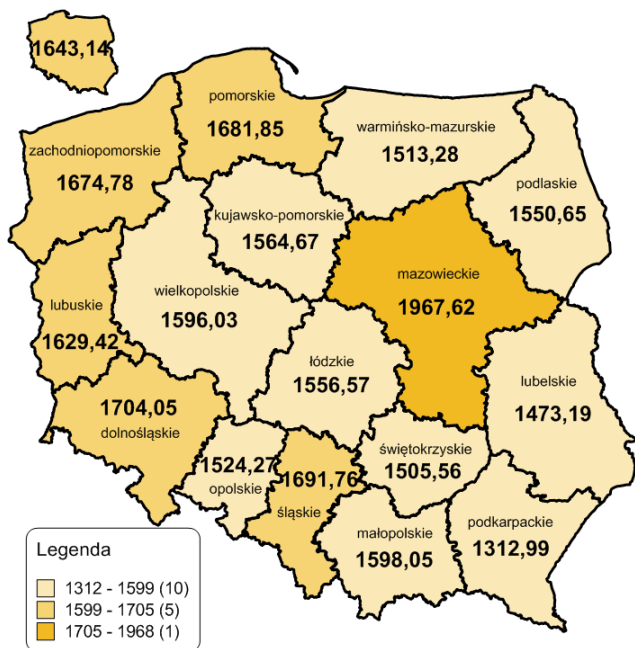 1643,14
pomorskie
1681,85
warmińsko-mazurskie
1513,28
zachodniopomorskie
1674,78
podlaskie
1550,65
kujawsko-pomorskie
1564,67
mazowieckie
1967,62
wielkopolskie
1596,03
lubuskie
1629,42
łódzkie
1556,57
lubelskie
1473,19
1704,05
dolnośląskie
1524,27
opolskie
1691,76
śląskie
świętokrzyskie
1505,56
małopolskie
1598,05
podkarpackie
1312,99
Legenda
1312 - 1599 (10)
1599 - 1705 (5)
1705 - 1968 (1)